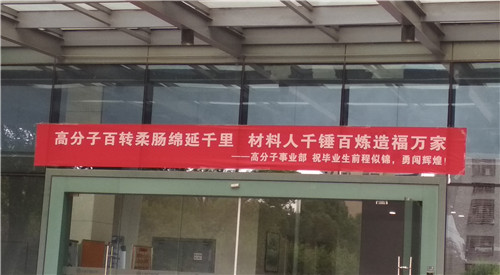 高分子百转柔肠绵延千里 材料人千锤百炼造福万家
——高分子事业部 祝毕业生前程似锦，勇闯辉煌！